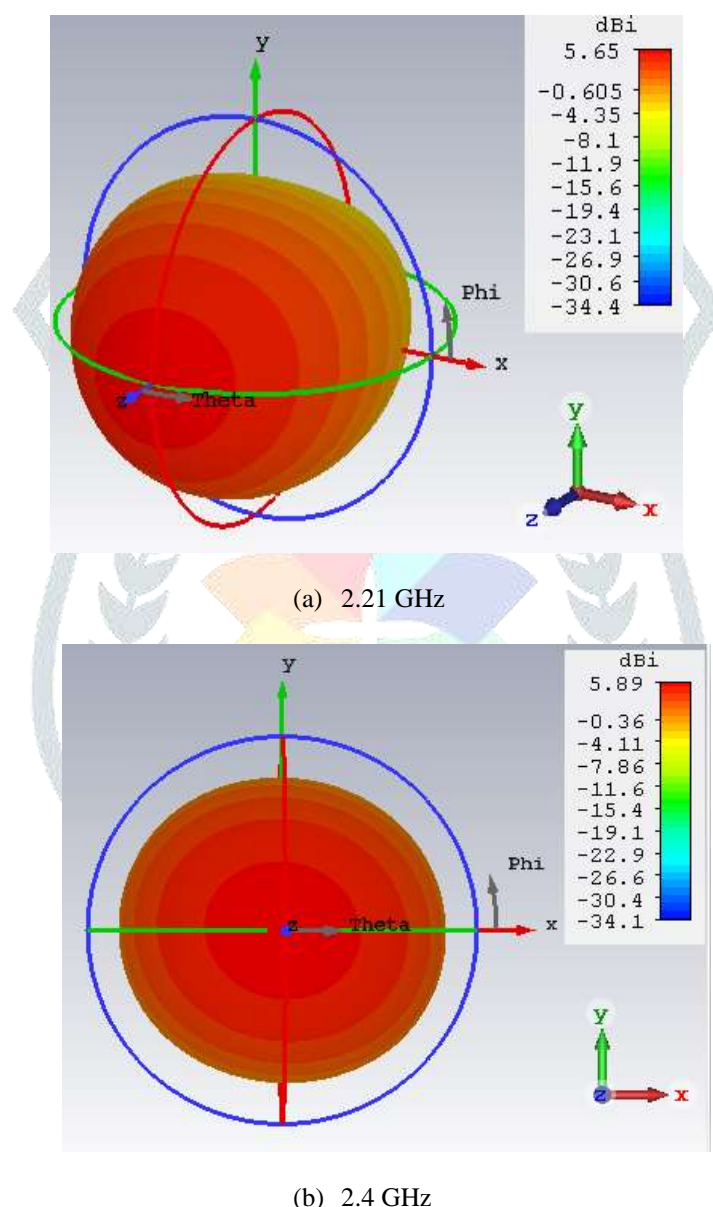 dBi
5.65
-0.605
-4.35
-8.1
-11.9
-15.6
-19.4
-23.1
-26.9
-30.6
-34.4
y
Phi
x
z
Theta
y
z
x
(a) 2.21 GHz
dBi
5.89
-0.36
-4.11
-7.86
-11.6
-15.4
-19.1
-22.9
-26.6
-30.4
-34.1
y
Phi
z
Theta
x
y
z
x
(b) 2.4 GHz